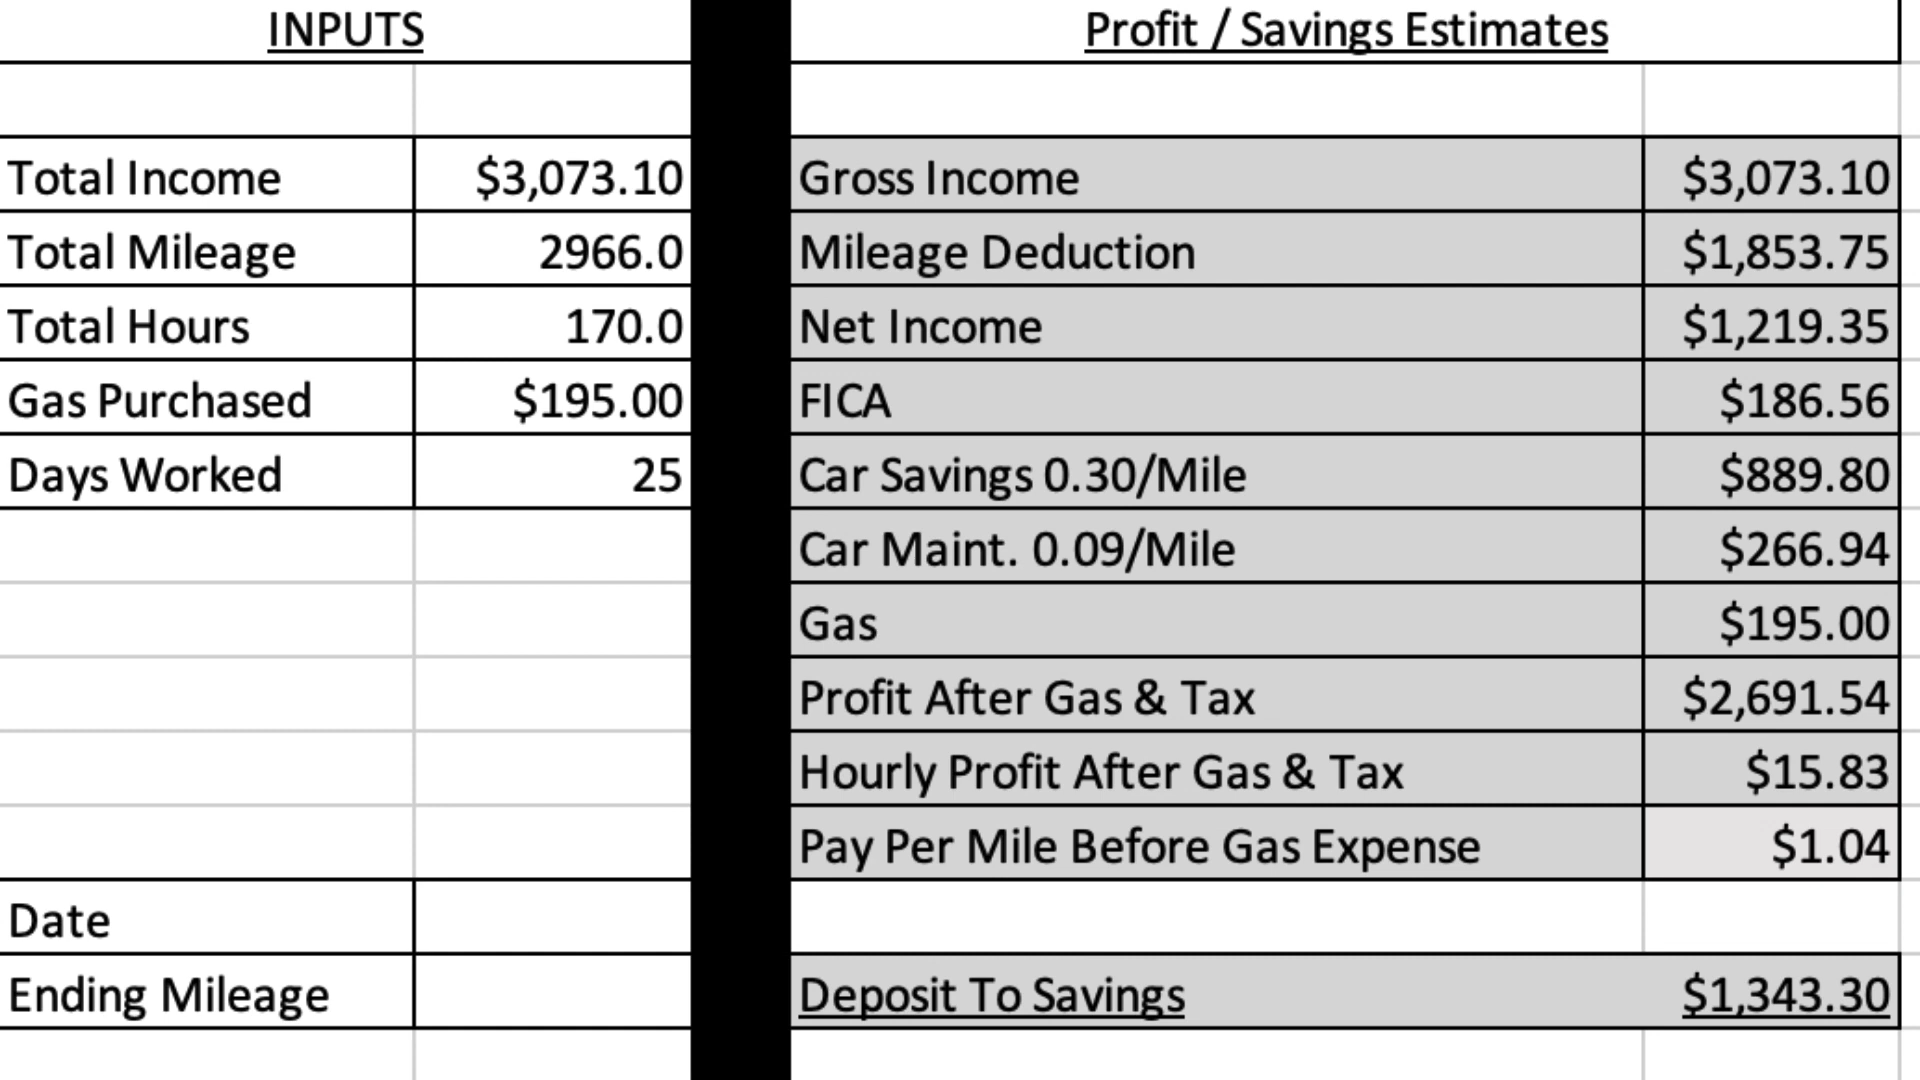 INPUTS
Total Income $3,073.10
Total Mileage 2966.0
Total Hours 170.0
Gas Purchased $195.00
Days Worked 25
Date
Ending Mileage
Profit / Savings Estimates
Gross Income $3,073.10
Mileage Deduction $1,853.75
Net Income $1,219.35
FICA $186.56
Car Savings 0.30/Mile $889.80
Car Maint. 0.09/Mile $266.94
Gas $195.00
Profit After Gas & Tax $2,691.54
Hourly Profit After Gas & Tax $15.83
Pay Per Mile Before Gas Expense $1.04
Deposit To Savings $1,343.30